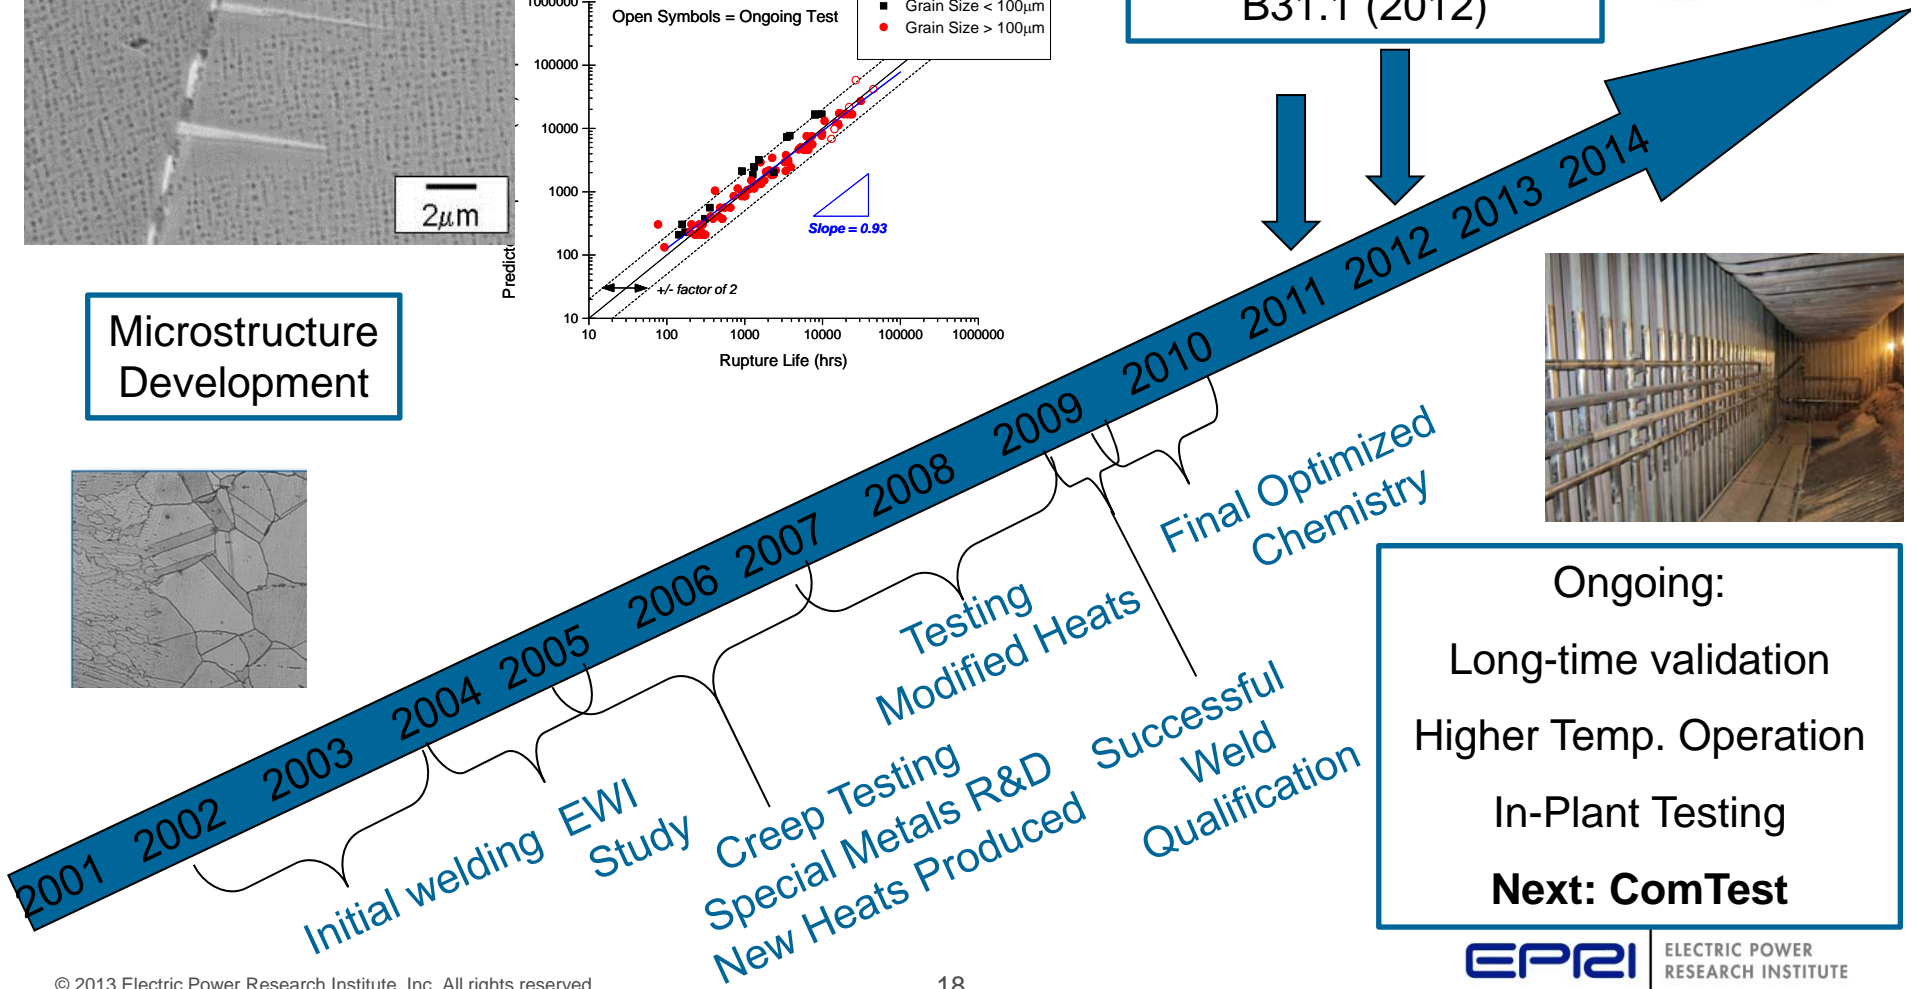 1000000
Open Symbols = Ongoing Test
Grain Size < 100μm
Grain Size > 100μm
B31.1 (2012)
100000
10000
1000
100
10
2μm
Slope = 0.93
+/- factor of 2
10 100 1000 10000 100000 1000000
Rupture Life (hrs)
Microstructure
Development
2001 2002 2003 2004 2005 2006 2007 2008 2009 2010 2011 2012 2013 2014
Initial welding
EWI
Study
Creep Testing
Special Metals R&D
New Heats Produced
Testing
Modified Heats
Successful
Weld
Qualification
Final Optimized
Chemistry
Ongoing:
Long-time validation
Higher Temp. Operation
In-Plant Testing
Next: ComTest
EPRI
ELECTRIC POWER
RESEARCH INSTITUTE
© 2013 Electric Power Research Institute, Inc. All rights reserved
18